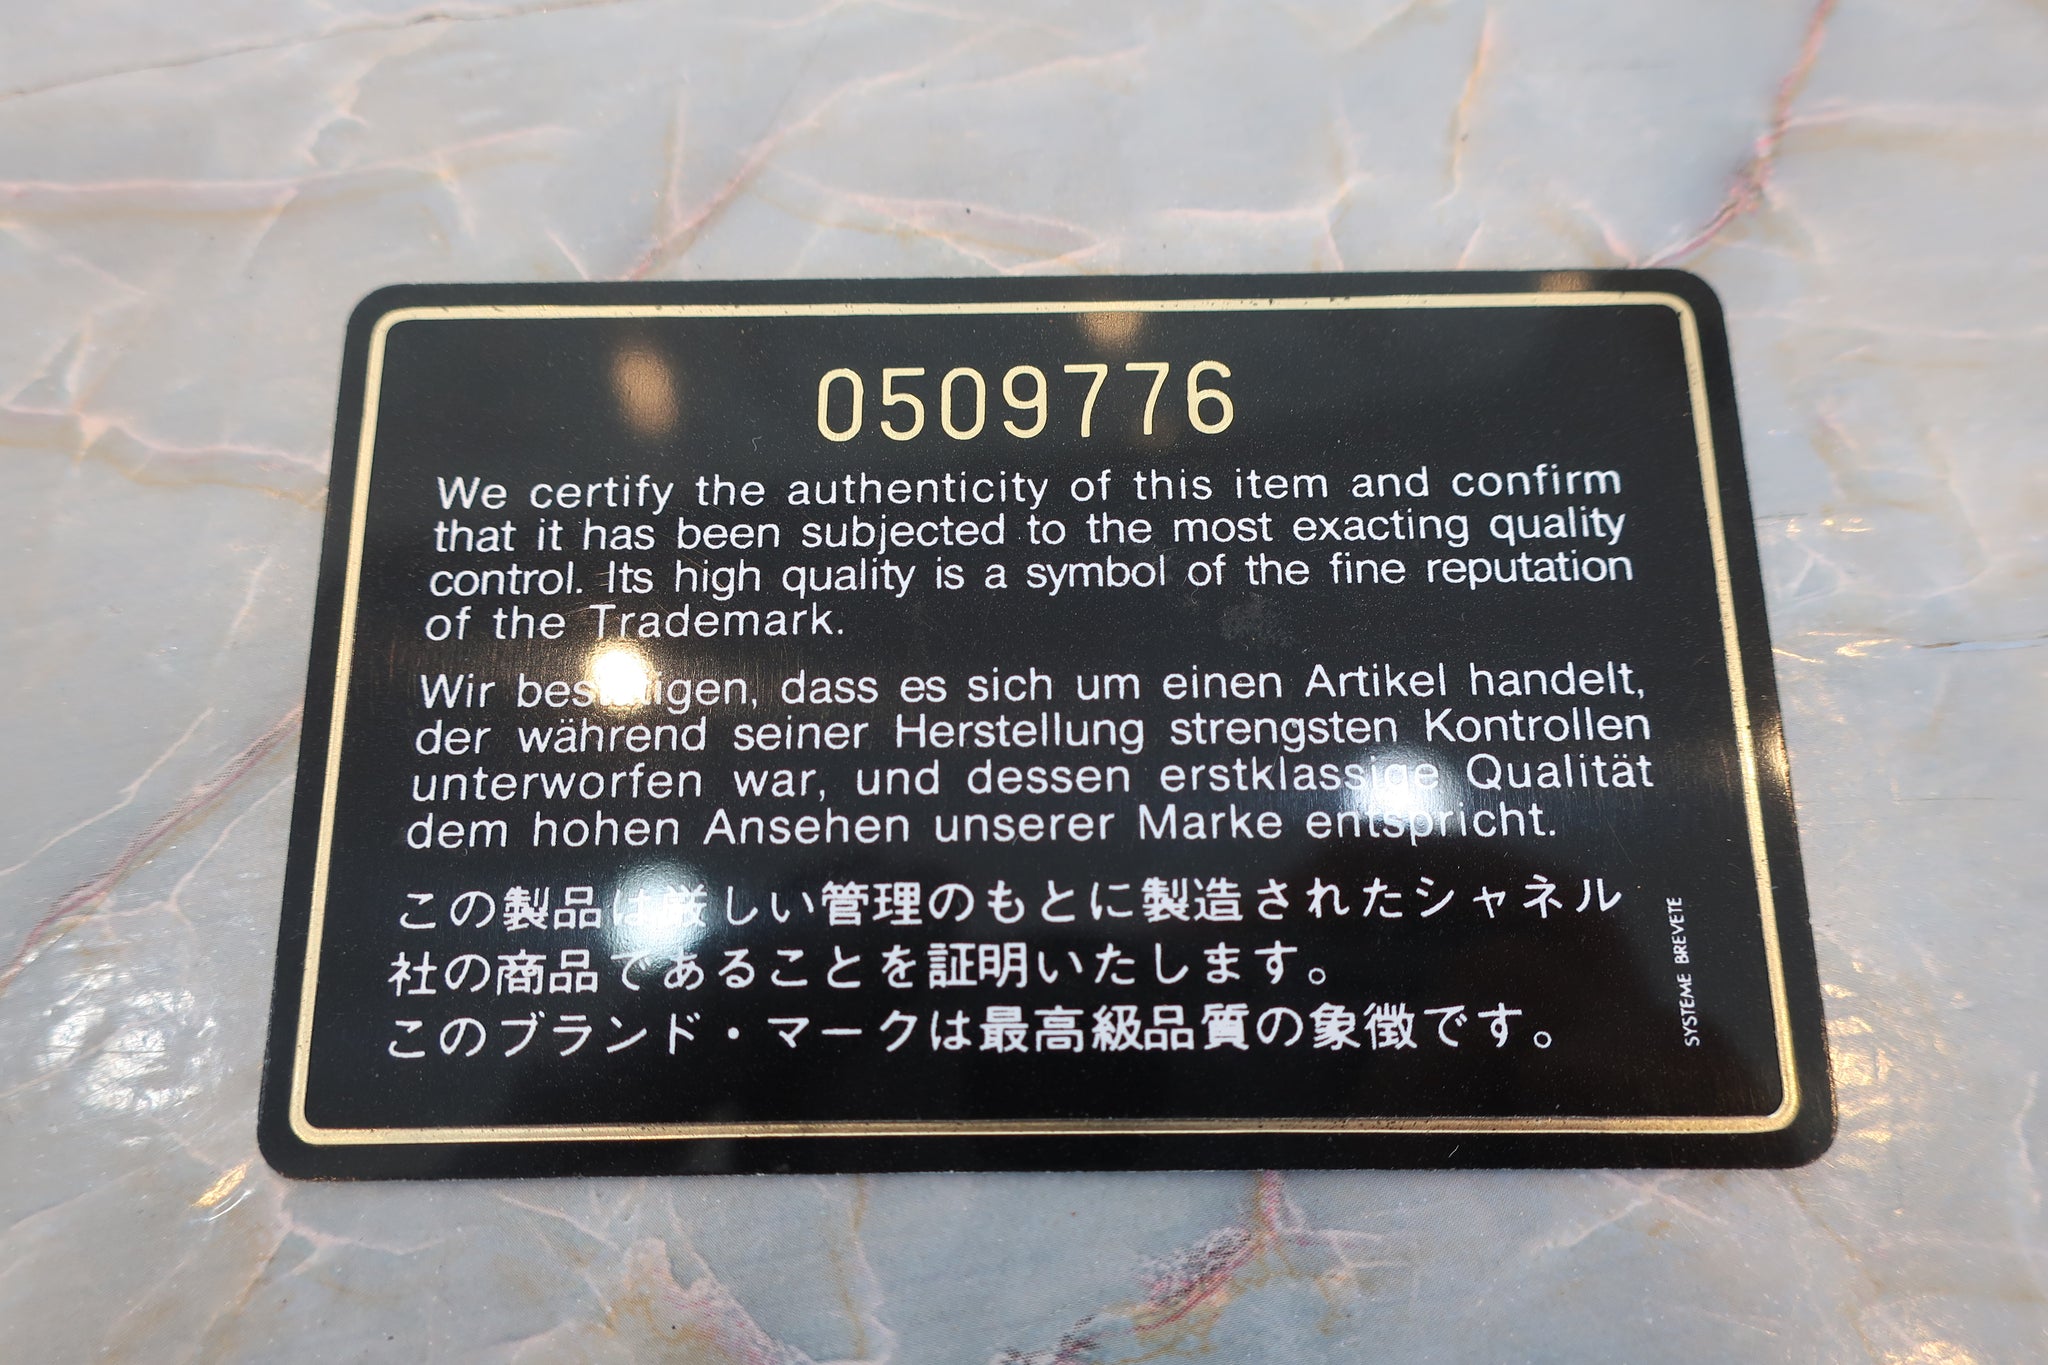 0509776
We certify the authenticity of this item and confirm
that it has been subjected to the most exacting quality
control. Its high quality is a symbol of the fine reputation
of the Trademark.
Wir bestätigen, dass es sich um einen Artikel handelt,
der während seiner Herstellung strengsten Kontrollen
unterworfen war, und dessen erstklassige Qualität
dem hohen Ansehen unserer Marke entspricht.
この製品は厳しい管理のもとに製造されたシャネル
社の商品であることを証明いたします。
このブランド・マークは最高級品質の象徴です。
SYSTEME BREVETE